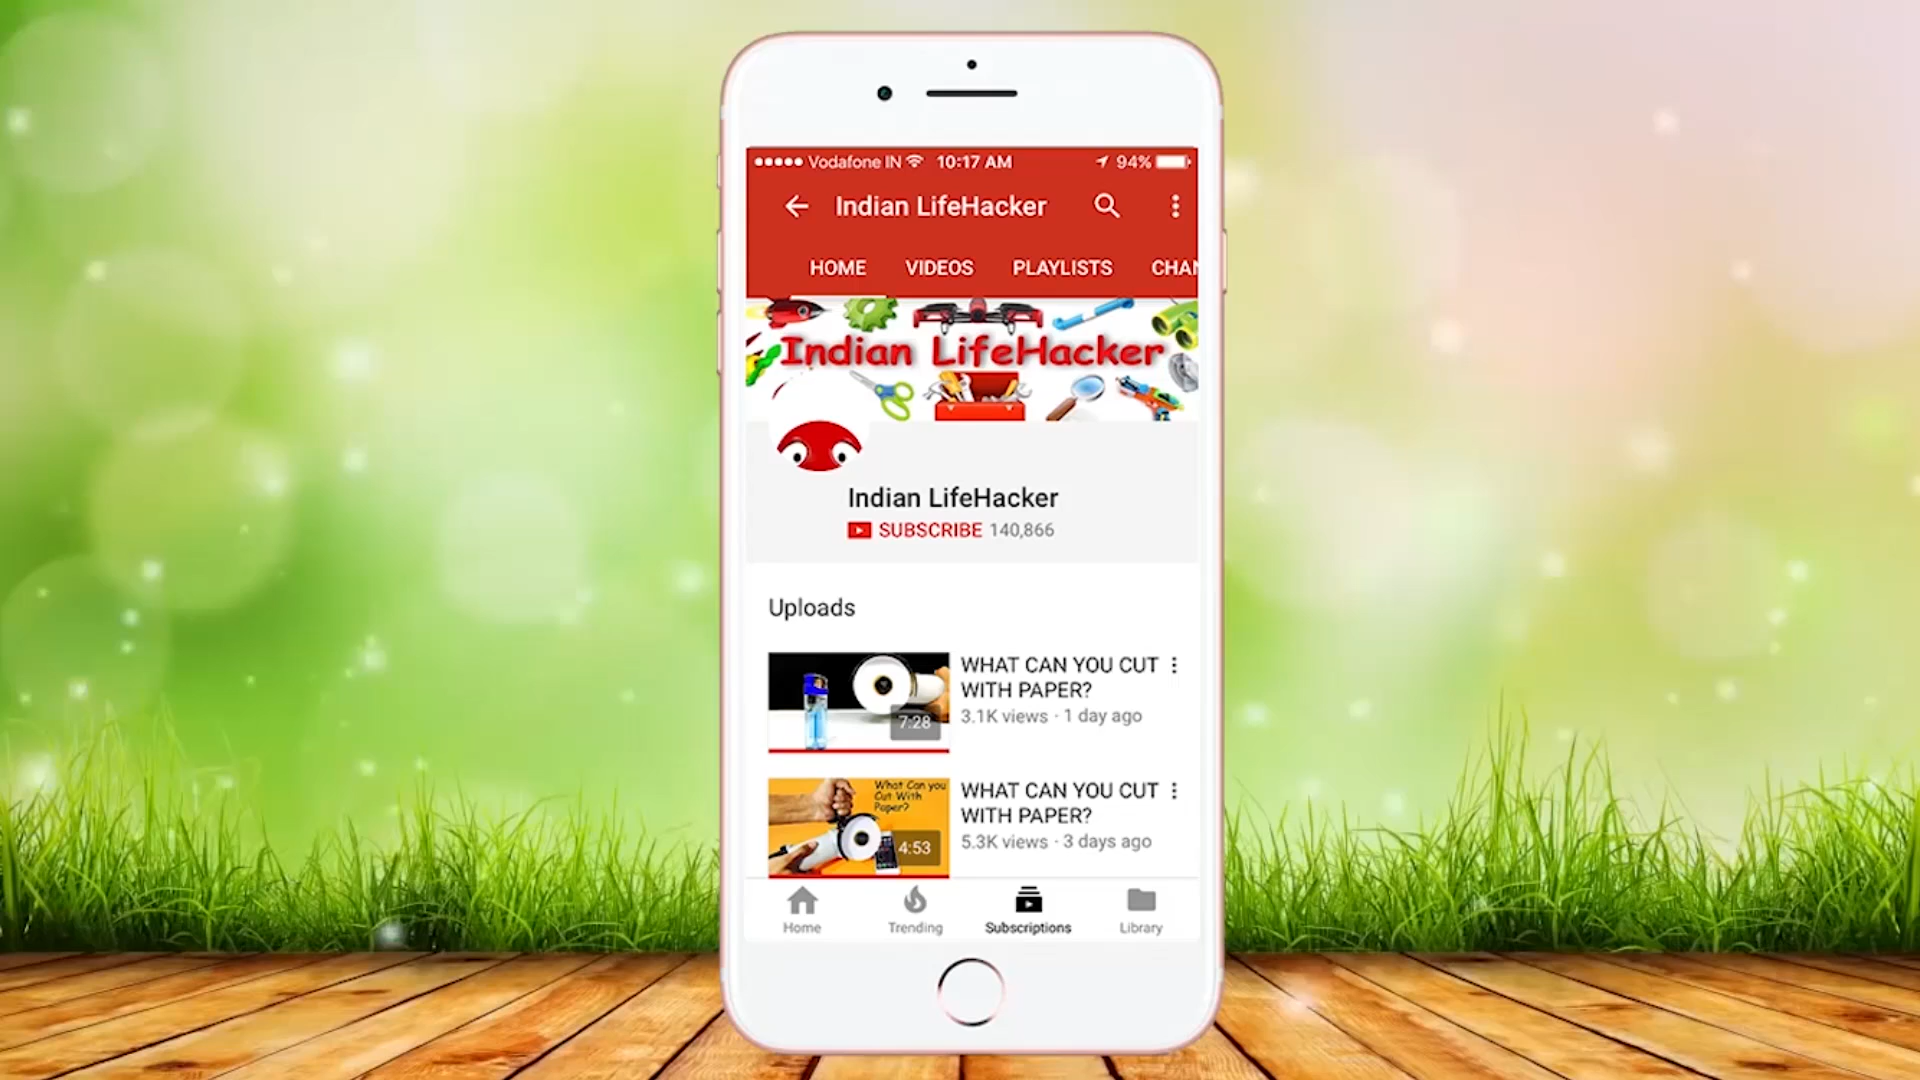 Vodafone IN 10:17 AM 94%
Indian LifeHacker
HOME VIDEOS PLAYLISTS CHAN
Indian LifeHacker
Indian LifeHacker
SUBSCRIBE 140,866
Uploads
WHAT CAN YOU CUT
WITH PAPER?
3.1K views · 1 day ago
7:28
What Can you
Cut With
Paper?
4:53
WHAT CAN YOU CUT
WITH PAPER?
5.3K views · 3 days ago
Home Trending Subscriptions Library